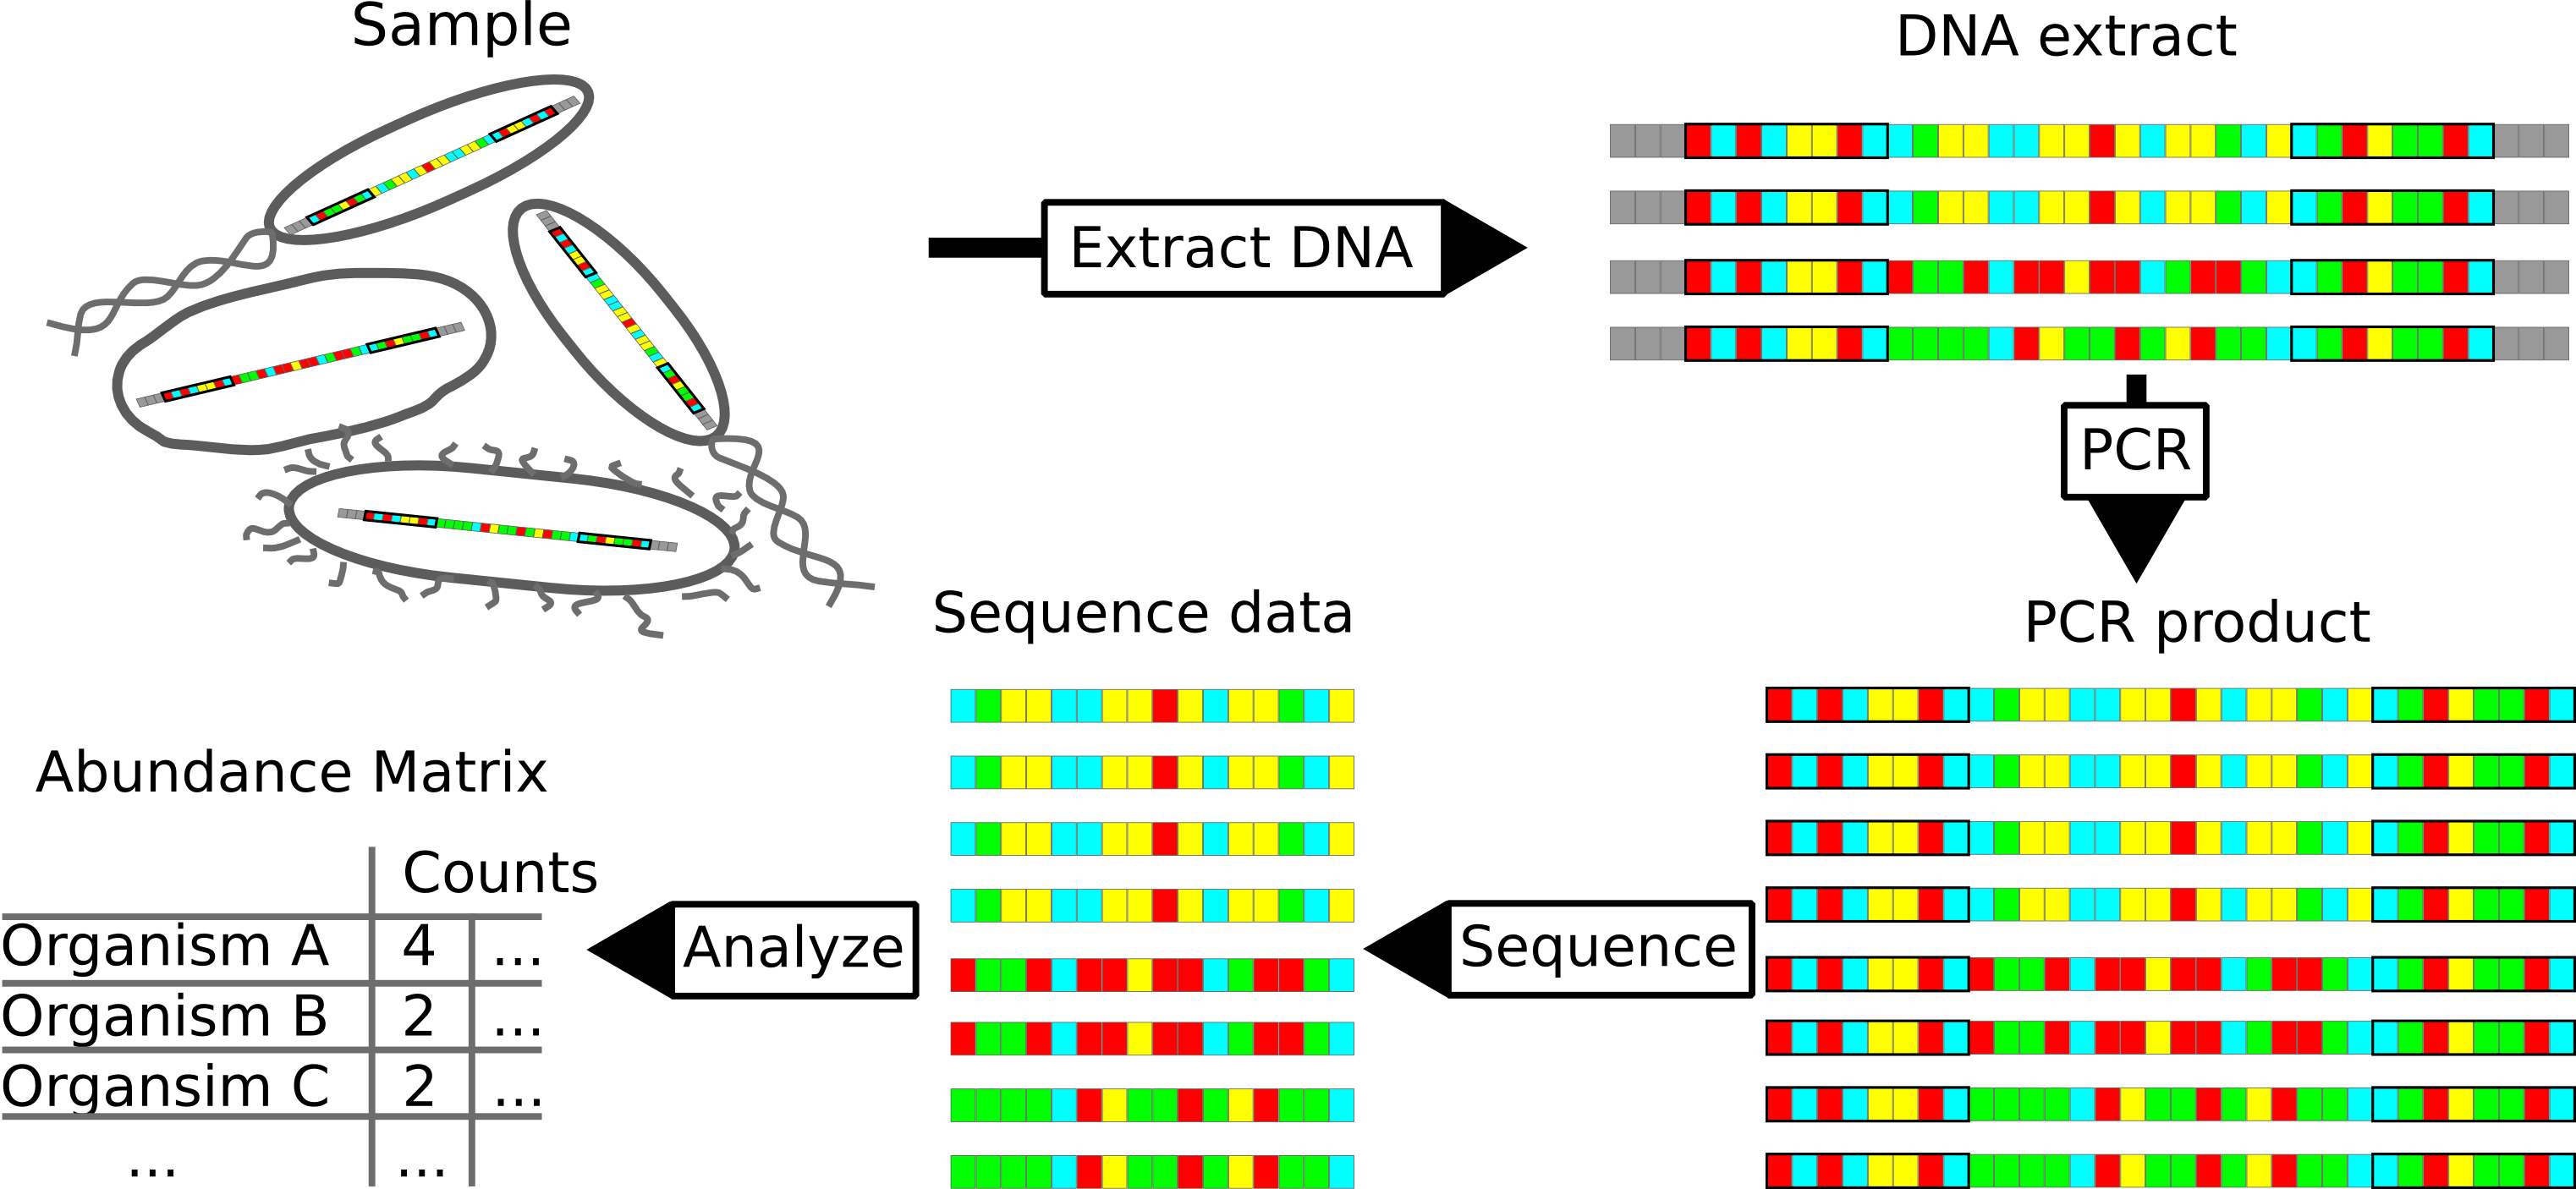 Sample
Extract DNA
DNA extract
PCR
PCR product
Sequence
Sequence data
Analyze
Abundance Matrix
Counts
Organism A 4 ...
Organism B 2 ...
Organsim C 2 ...
... ...